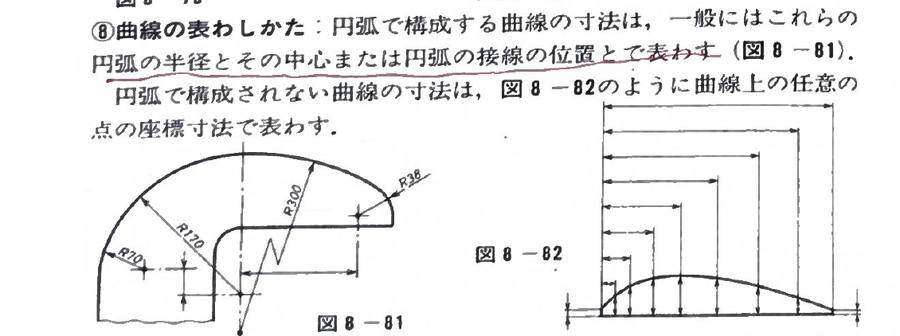 ⑧曲線の表わしかた：円弧で構成する曲線の寸法は，一般にはこれらの
円弧の半径とその中心または円弧の接線の位置とで表わす（図8－81）．
円弧で構成されない曲線の寸法は，図8－82のように曲線上の任意の
点の座標寸法で表わす．
R38
R300
R170
R70
図8－82
図8－81